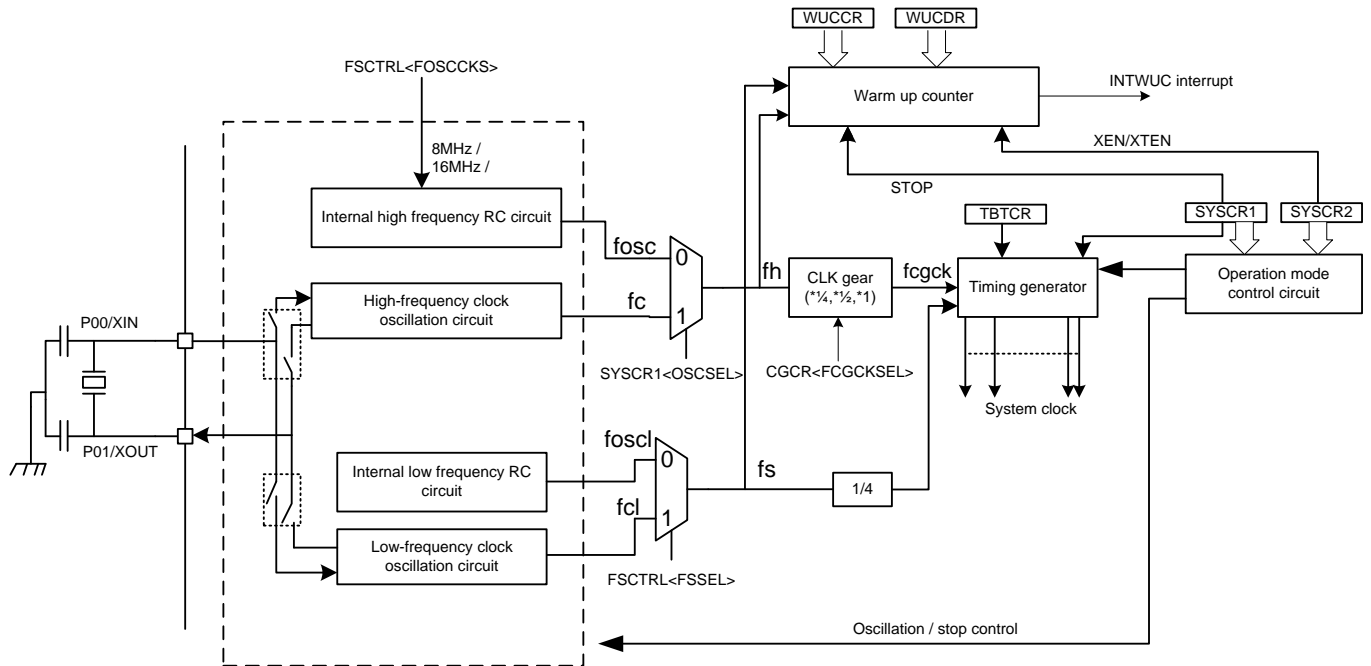 WUCCR
WUCDR
FSCTRL<FOSCCKS>
Warm up counter
INTWUC interrupt
XEN/XTEN
8MHz /
16MHz /
STOP
Internal high frequency RC circuit
TBTCR
SYSCR1
SYSCR2
fosc
0
fh
CLK gear
(*¼,*½,*1)
fcgck
Timing generator
Operation mode
control circuit
High-frequency clock
oscillation circuit
fc
1
P00/XIN
SYSCR1<OSCSEL>
CGCR<FCGCKSEL>
System clock
P01/XOUT
foscl
0
Internal low frequency RC
circuit
fs
1/4
fcl
1
Low-frequency clock
oscillation circuit
FSCTRL<FSSEL>
Oscillation / stop control